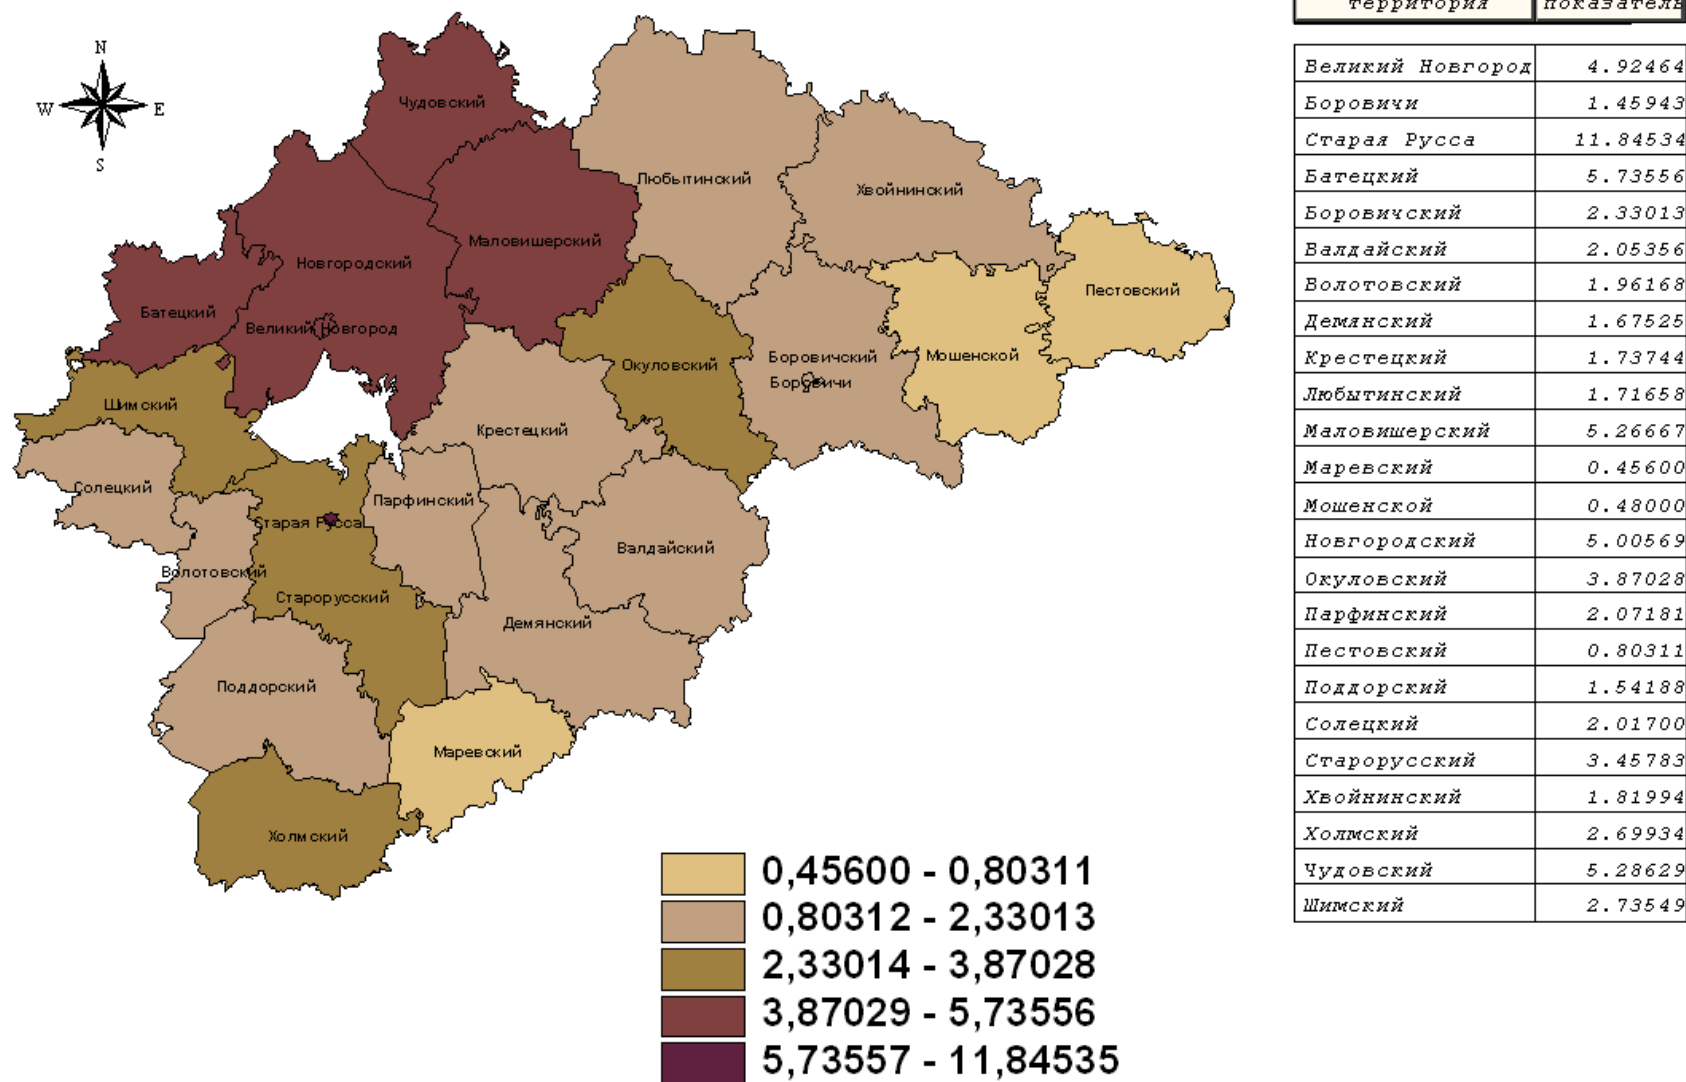 территория показатель
N
W E
S
Чудовский
Любытинский
Хвойнинский
Маловишерский
Новгородский
Пестовский
Батецкий
Великий Новгород
Боровичский
Мошенской
Окуловский
Боровичи
Шимский
Крестецкий
Солецкий
Парфинский
Старая Русса
Валдайский
Волотовский
Старорусский
Демянский
Поддорский
Маревский
Холмский
0,45600 - 0,80311
0,80312 - 2,33013
2,33014 - 3,87028
3,87029 - 5,73556
5,73557 - 11,84535
Великий Новгород 4.92464
Боровичи 1.45943
Старая Русса 11.84534
Батецкий 5.73556
Боровичский 2.33013
Валдайский 2.05356
Волотовский 1.96168
Демянский 1.67525
Крестецкий 1.73744
Любытинский 1.71658
Маловишерский 5.26667
Маревский 0.45600
Мошенской 0.48000
Новгородский 5.00569
Окуловский 3.87028
Парфинский 2.07181
Пестовский 0.80311
Поддорский 1.54188
Солецкий 2.01700
Старорусский 3.45783
Хвойнинский 1.81994
Холмский 2.69934
Чудовский 5.28629
Шимский 2.73549